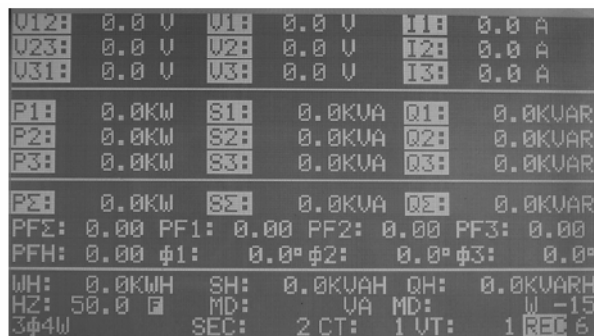 V12: 0.0 V V1: 0.0 V I1: 0.0 A
V23: 0.0 V V2: 0.0 V I2: 0.0 A
V31: 0.0 V V3: 0.0 V I3: 0.0 A
P1: 0.0KW S1: 0.0KVA Q1: 0.0KVAR
P2: 0.0KW S2: 0.0KVA Q2: 0.0KVAR
P3: 0.0KW S3: 0.0KVA Q3: 0.0KVAR
PΣ: 0.0KW SΣ: 0.0KVA QΣ: 0.0KVAR
PFΣ: 0.00 PF1: 0.00 PF2: 0.00 PF3: 0.00
PFH: 0.00 ϕ1: 0.0° ϕ2: 0.0° ϕ3: 0.0°
WH: 0.0KWH SH: 0.0KVAH QH: 0.0KVARH
HZ: 50.0 F MD: VA MD: W -15
3ϕ4W SEC: 2 CT: 1 VT: 1 REC 6